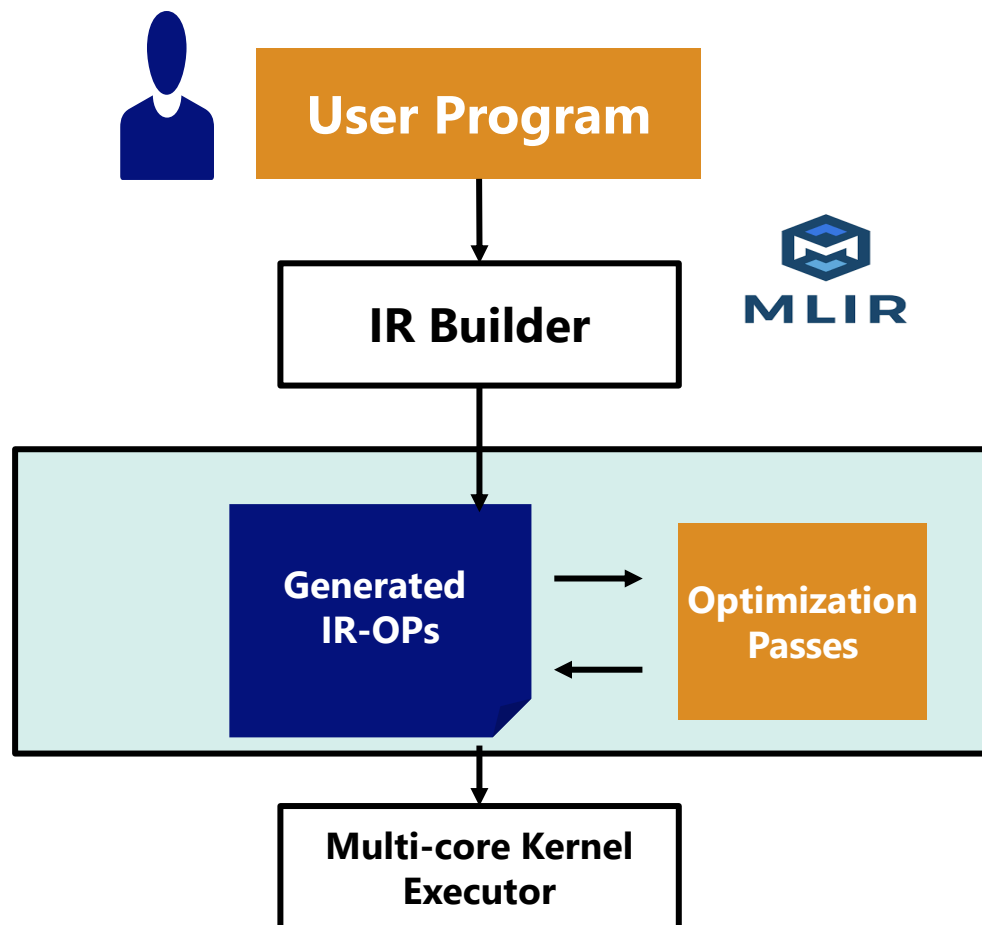 User Program
IR Builder
MLIR
Generated
IR-OPs
Optimization
Passes
Multi-core Kernel
Executor